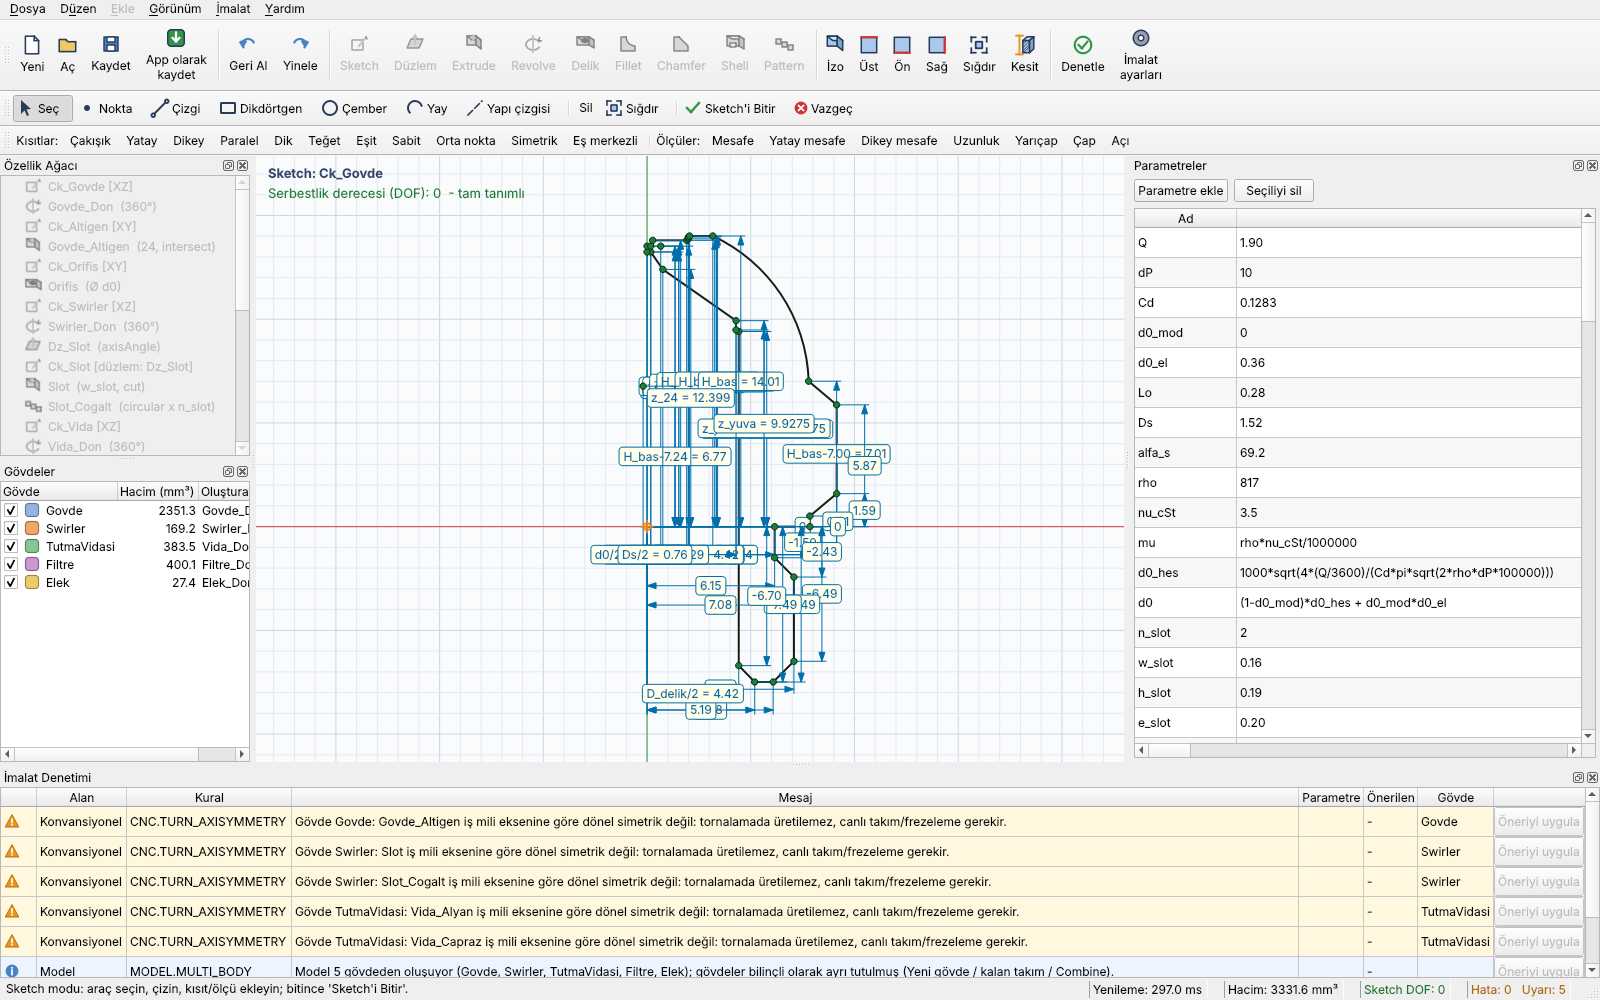 Dosya Düzen Ekle Görünüm İmalat Yardım
Yeni Aç Kaydet App olarak kaydet Geri Al Yinele Sketch Düzlem Extrude Revolve Delik Fillet Chamfer Shell Pattern İzo Üst Ön Sağ Sığdır Kesit Denetle İmalat ayarları
Seç Nokta Çizgi Dikdörtgen Çember Yay Yapı çizgisi Sil Sığdır Sketch'i Bitir Vazgeç
Kısıtlar: Çakışık Yatay Dikey Paralel Dik Teğet Eşit Sabit Orta nokta Simetrik Eş merkezli Ölçüler: Mesafe Yatay mesafe Dikey mesafe Uzunluk Yarıçap Çap Açı
Özellik Ağacı
Ck_Govde [XZ]
Govde_Don (360°)
Ck_Altigen [XY]
Govde_Altigen (24, intersect)
Ck_Orifis [XY]
Orifis (Ø d0)
Ck_Swirler [XZ]
Swirler_Don (360°)
Dz_Slot (axisAngle)
Ck_Slot [düzlem: Dz_Slot]
Slot (w_slot, cut)
Slot_Cogalt (circular x n_slot)
Ck_Vida [XZ]
Vida_Don (360°)
Gövdeler
Gövde Hacim (mm³) Oluştura
Govde 2351.3 Govde_D
Swirler 169.2 Swirler_I
TutmaVidasi 383.5 Vida_Do
Filtre 400.1 Filtre_Do
Elek 27.4 Elek_Dor
Sketch: Ck_Govde
Serbestlik derecesi (DOF): 0 - tam tanımlı
H_bas = 14.01
z_24 = 12.399
z_yuva = 9.9275
H_bas-7.24 = 6.77
H_bas-7.00 = 7.01
5.87
1.59
0
Ds/2 = 0.76
-2.43
6.15
-6.70
-6.49
7.08
D_delik/2 = 4.42
5.19
Parametreler
Parametre ekle Seçiliyi sil
Ad
Q 1.90
dP 10
Cd 0.1283
d0_mod 0
d0_el 0.36
Lo 0.28
Ds 1.52
alfa_s 69.2
rho 817
nu_cSt 3.5
mu rho*nu_cSt/1000000
d0_hes 1000*sqrt(4*(Q/3600)/(Cd*pi*sqrt(2*rho*dP*100000)))
d0 (1-d0_mod)*d0_hes + d0_mod*d0_el
n_slot 2
w_slot 0.16
h_slot 0.19
e_slot 0.20
İmalat Denetimi
Alan Kural Mesaj Parametre Önerilen Gövde
Konvansiyonel CNC.TURN_AXISYMMETRY Gövde Govde: Govde_Altigen iş mili eksenine göre dönel simetrik değil: tornalamada üretilemez, canlı takım/frezeleme gerekir. - Govde Öneriyi uygula
Konvansiyonel CNC.TURN_AXISYMMETRY Gövde Swirler: Slot iş mili eksenine göre dönel simetrik değil: tornalamada üretilemez, canlı takım/frezeleme gerekir. - Swirler Öneriyi uygula
Konvansiyonel CNC.TURN_AXISYMMETRY Gövde Swirler: Slot_Cogalt iş mili eksenine göre dönel simetrik değil: tornalamada üretilemez, canlı takım/frezeleme gerekir. - Swirler Öneriyi uygula
Konvansiyonel CNC.TURN_AXISYMMETRY Gövde TutmaVidasi: Vida_Alyan iş mili eksenine göre dönel simetrik değil: tornalamada üretilemez, canlı takım/frezeleme gerekir. - TutmaVidasi Öneriyi uygula
Konvansiyonel CNC.TURN_AXISYMMETRY Gövde TutmaVidasi: Vida_Capraz iş mili eksenine göre dönel simetrik değil: tornalamada üretilemez, canlı takım/frezeleme gerekir. - TutmaVidasi Öneriyi uygula
Model MODEL.MULTI_BODY Model 5 gövdeden oluşuyor (Govde, Swirler, TutmaVidasi, Filtre, Elek); gövdeler bilinçli olarak ayrı tutulmuş (Yeni gövde / kalan takım / Combine). - Öneriyi uygula
Sketch modu: araç seçin, çizin, kısıt/ölçü ekleyin; bitince 'Sketch'i Bitir'. Yenileme: 297.0 ms Hacim: 3331.6 mm³ Sketch DOF: 0 Hata: 0 Uyarı: 5